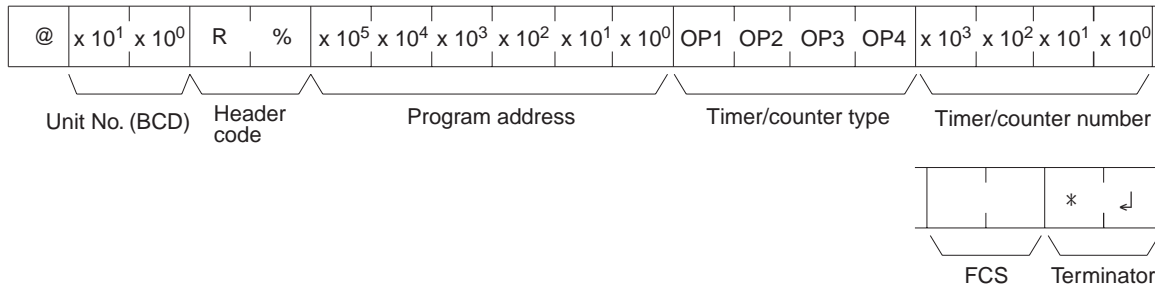 @ x 10¹ x 10⁰ R % x 10⁵ x 10⁴ x 10³ x 10² x 10¹ x 10⁰ OP1 OP2 OP3 OP4 x 10³ x 10² x 10¹ x 10⁰
Unit No. (BCD) Header code Program address Timer/counter type Timer/counter number
* ↲
FCS Terminator